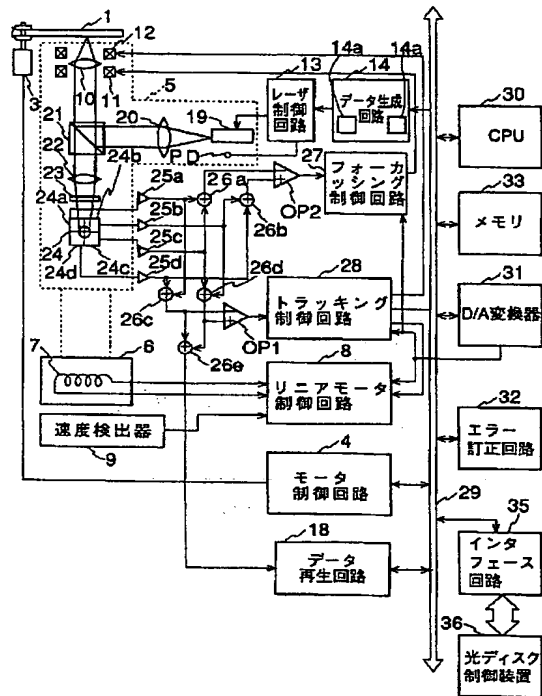 1
12
3
10
11
5
13
14a
14
14a
レーザ
制御
回路
データ生成
回路
19
20
21
P.D
22
23
24a
24b
24
24d
24c
25a
25b
25c
25d
26a
26b
26c
26d
26e
OP2
OP1
27
フォーカ
ッシング
制御回路
28
トラッキング
制御回路
7
6
8
リニアモータ
制御回路
速度検出器
9
4
モータ
制御回路
18
データ
再生回路
29
30
CPU
33
メモリ
31
D/A変換器
32
エラー
訂正回路
35
インタ
フェース
回路
36
光ディスク
制御装置